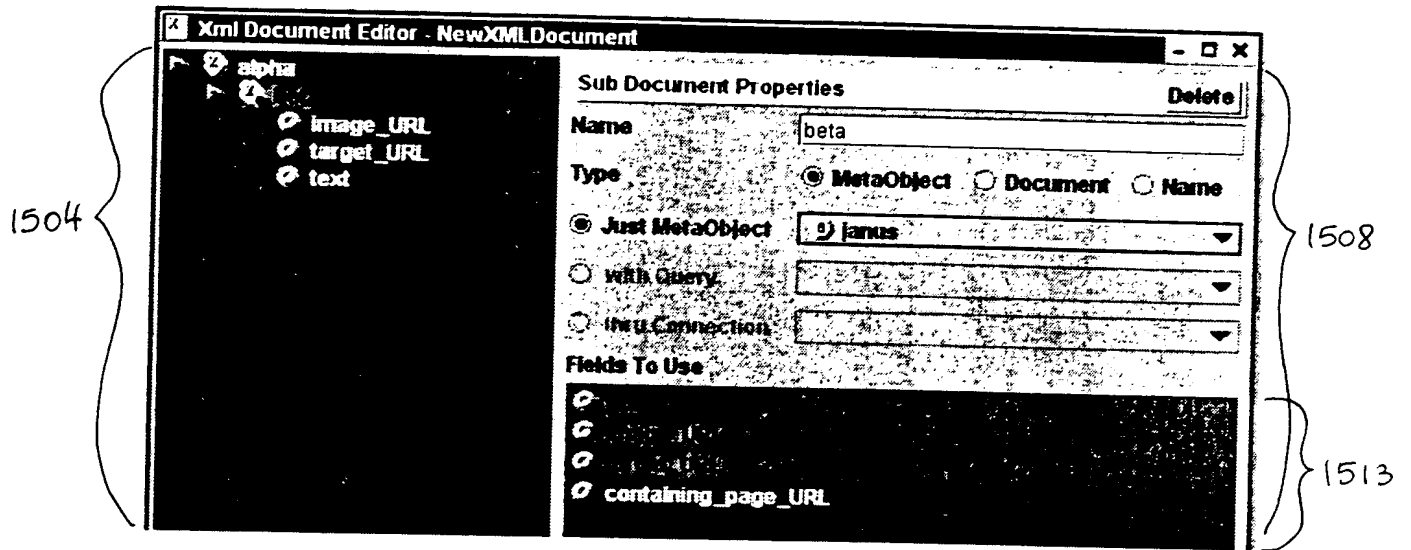 Xml Document Editor - NewXMLDocument
alpha
image_URL
target_URL
text
1504
Sub Document Properties
Delete
Name
beta
Type
MetaObject
Document
Name
Just MetaObject
janus
with Query
thru Connection
Fields To Use
containing_page_URL
1508
1513